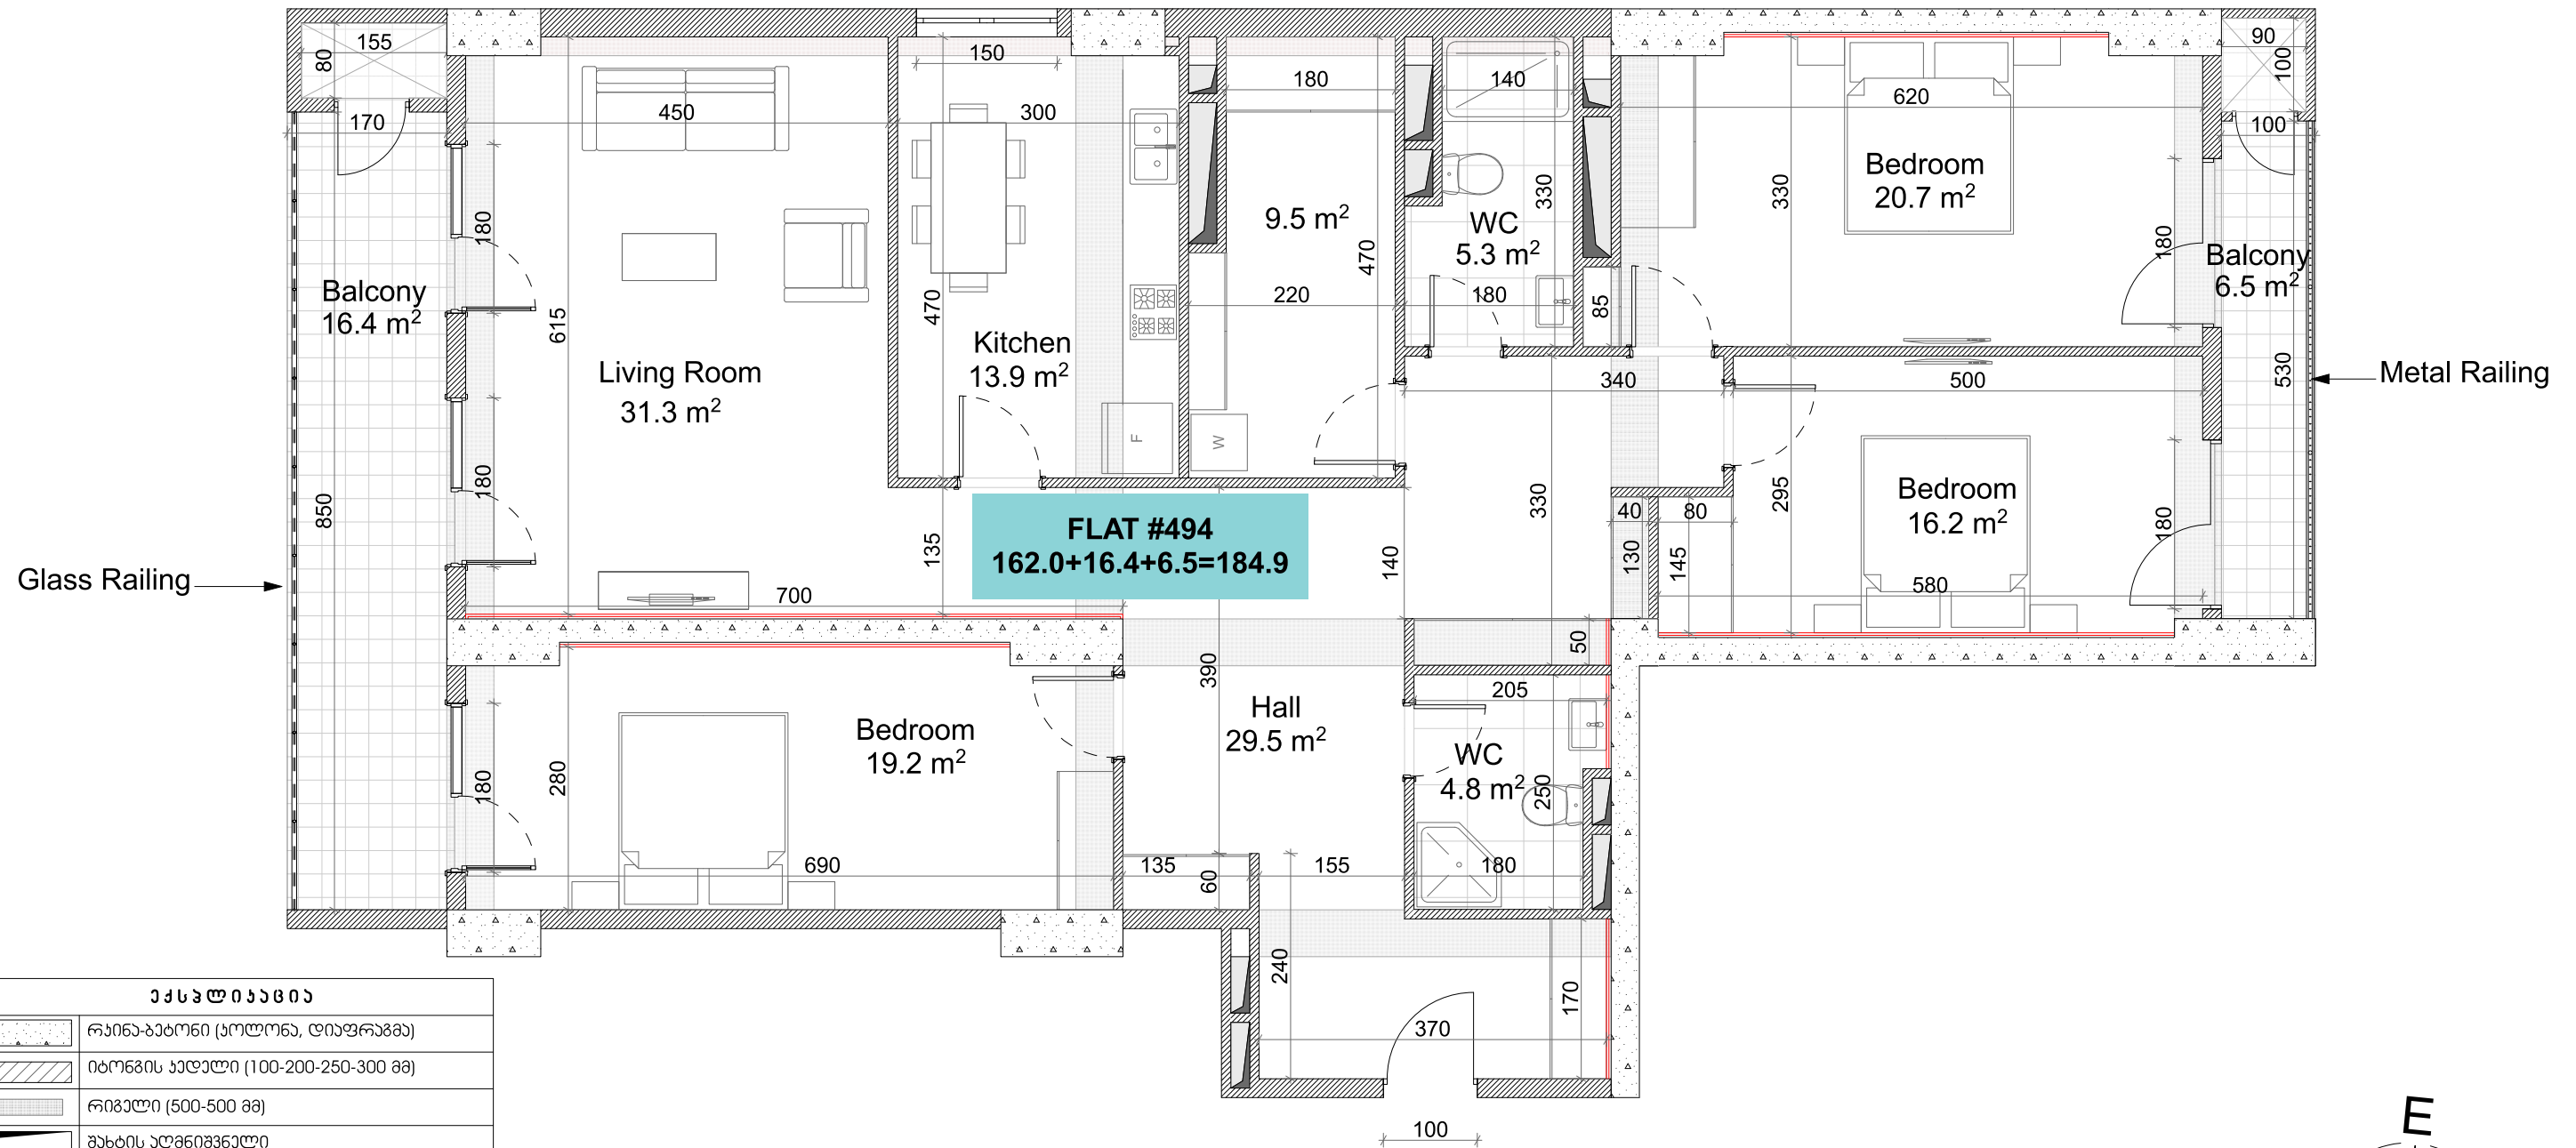 155
80
150
180
140
90
100
170
450
300
620
100
Bedroom
20.7 m²
330
330
180
9.5 m²
WC
5.3 m²
470
180
Balcony
6.5 m²
Balcony
16.4 m²
220
180
85
470
615
Kitchen
13.9 m²
Living Room
31.3 m²
340
500
530
Metal Railing
F
W
180
850
330
295
Bedroom
16.2 m²
180
40
80
FLAT #494
162.0+16.4+6.5=184.9
135
140
130
145
Glass Railing
700
580
50
390
205
Hall
29.5 m²
Bedroom
19.2 m²
WC
4.8 m²
250
280
180
690
135
60
155
180
240
170
370
100
ექსპლიკაცია
რკინა-ბეტონი (კოლონა, დიაფრაგმა)
იტონგის კედელი (100-200-250-300 მმ)
რიგელი (500-500 მმ)
შახტის აღმნიშვნელი
E